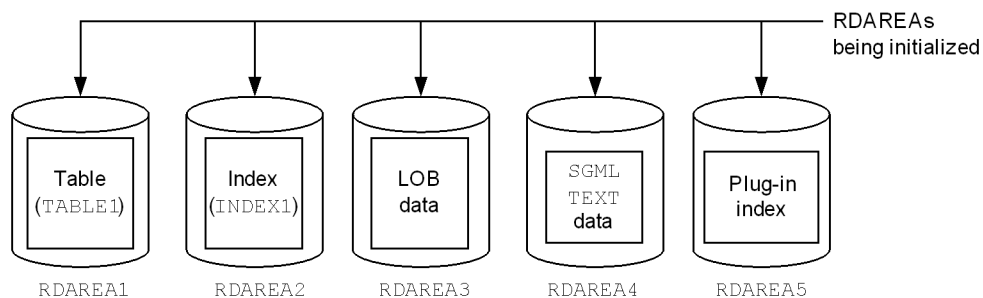 RDAREAs
being initialized
Table
(TABLE1)
Index
(INDEX1)
LOB
data
SGML
TEXT
data
Plug-in
index
RDAREA1
RDAREA2
RDAREA3
RDAREA4
RDAREA5